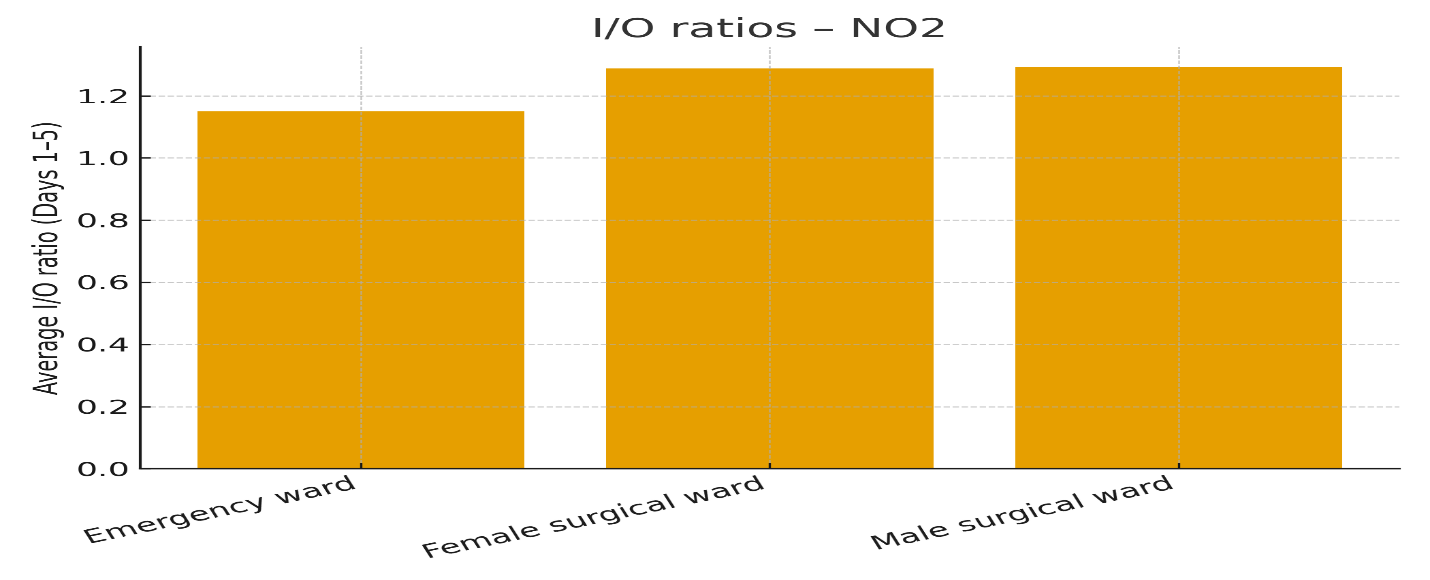 I/O ratios – NO2
Average I/O ratio (Days 1–5)
1.2
1.0
0.8
0.6
0.4
0.2
0.0
Emergency ward
Female surgical ward
Male surgical ward